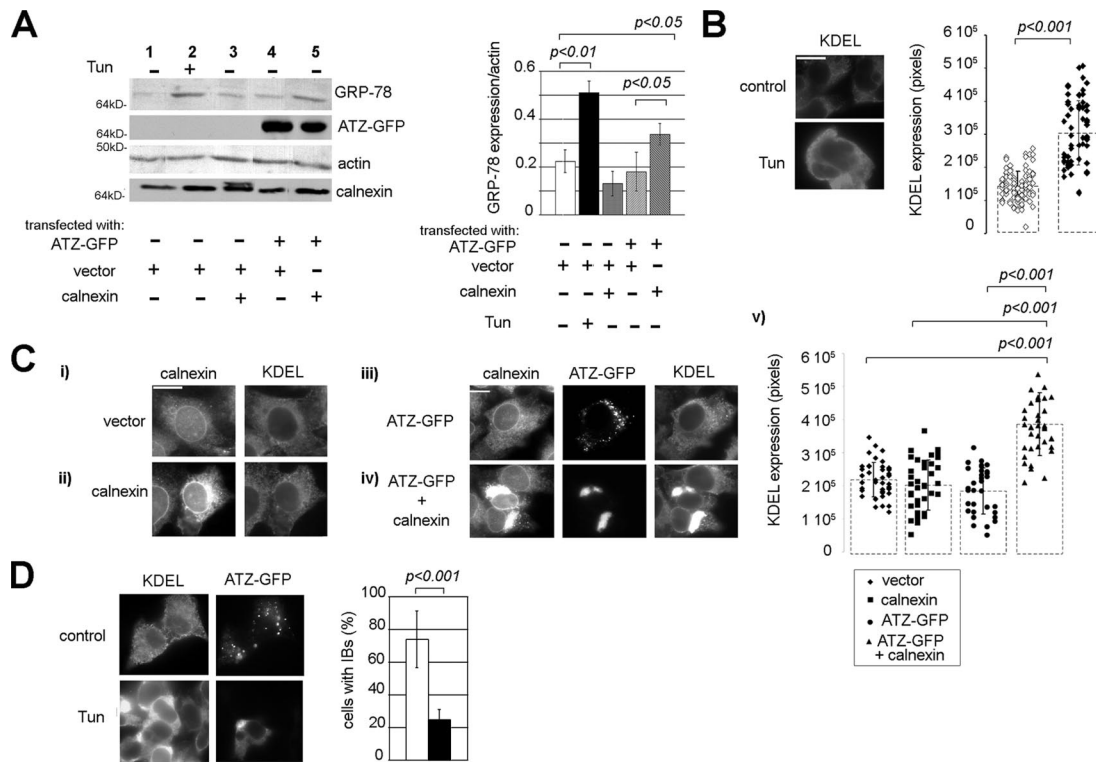 A
1 2 3 4 5
Tun - + - - -
64kD- GRP-78
64kD- ATZ-GFP
50kD-
actin
64kD- calnexin
transfected with:
ATZ-GFP - - - + +
vector + + + + -
calnexin - - + - +
p<0.05
p<0.01
p<0.05
GRP-78 expression/actin
0.6
0.4
0.2
0
transfected with:
ATZ-GFP - - - + +
vector + + + + -
calnexin - - + - +
Tun - + - - -
B
KDEL
control
Tun
p<0.001
KDEL expression (pixels)
6 10⁵
5 10⁵
4 10⁵
3 10⁵
2 10⁵
1 10⁵
0
C
i)
calnexin KDEL
vector
ii)
calnexin
iii)
calnexin ATZ-GFP KDEL
ATZ-GFP
iv)
ATZ-GFP
+
calnexin
v)
p<0.001
p<0.001
p<0.001
KDEL expression (pixels)
6 10⁵
5 10⁵
4 10⁵
3 10⁵
2 10⁵
1 10⁵
0
vector
calnexin
ATZ-GFP
ATZ-GFP
+ calnexin
D
KDEL ATZ-GFP
control
Tun
p<0.001
cells with IBs (%)
100
80
60
40
20
0